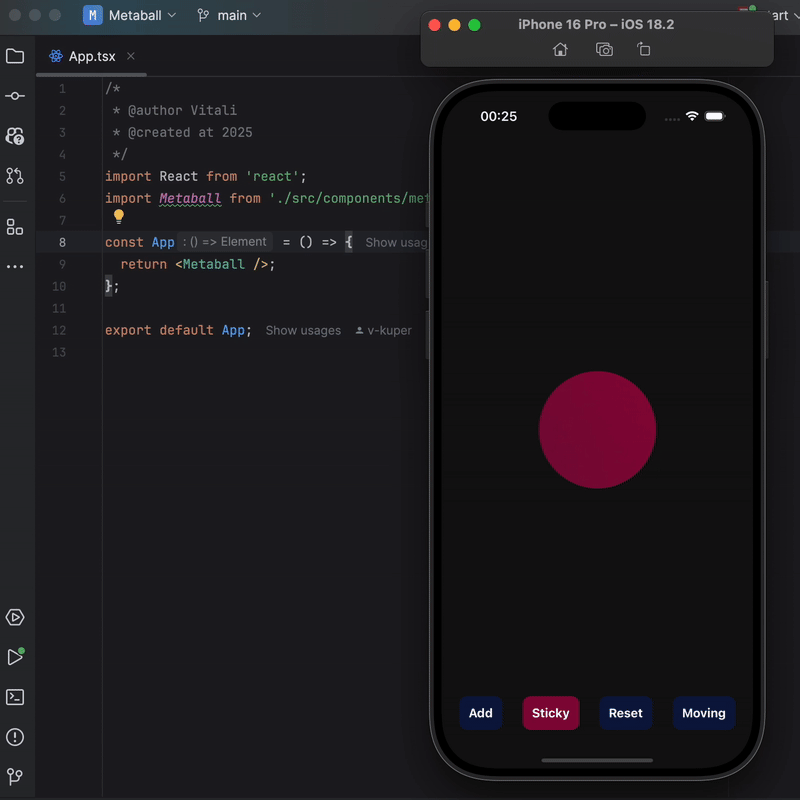 Metaball
main
art
iPhone 16 Pro – iOS 18.2
App.tsx
1 /*
2 * @author Vitali
3 * @created at 2025
4 */
5 import React from 'react';
6 import Metaball from './src/components/met
7
8 const App : () => Element = () => { Show usag
9 return <Metaball />;
10 };
11
12 export default App; Show usages v-kuper
13
00:25
Add
Sticky
Reset
Moving